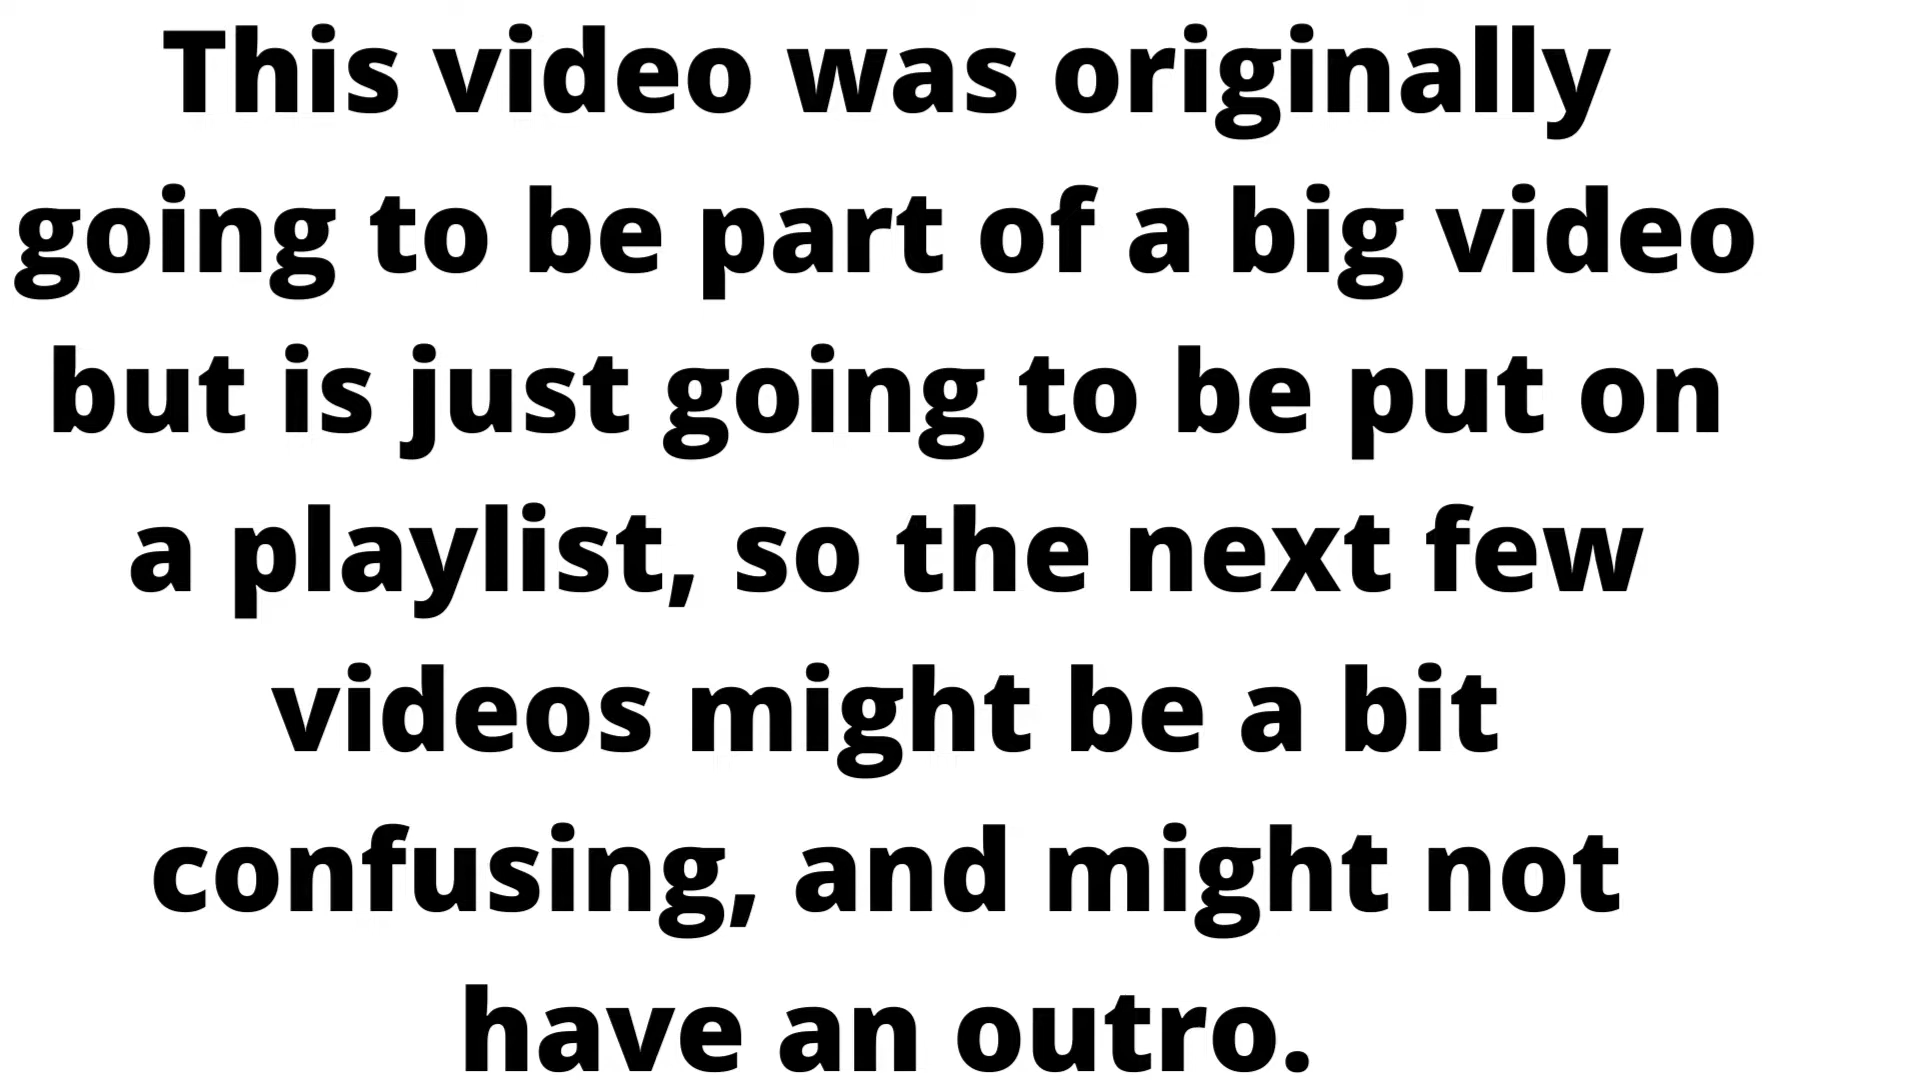 This video was originally
going to be part of a big video
but is just going to be put on
a playlist, so the next few
videos might be a bit
confusing, and might not
have an outro.